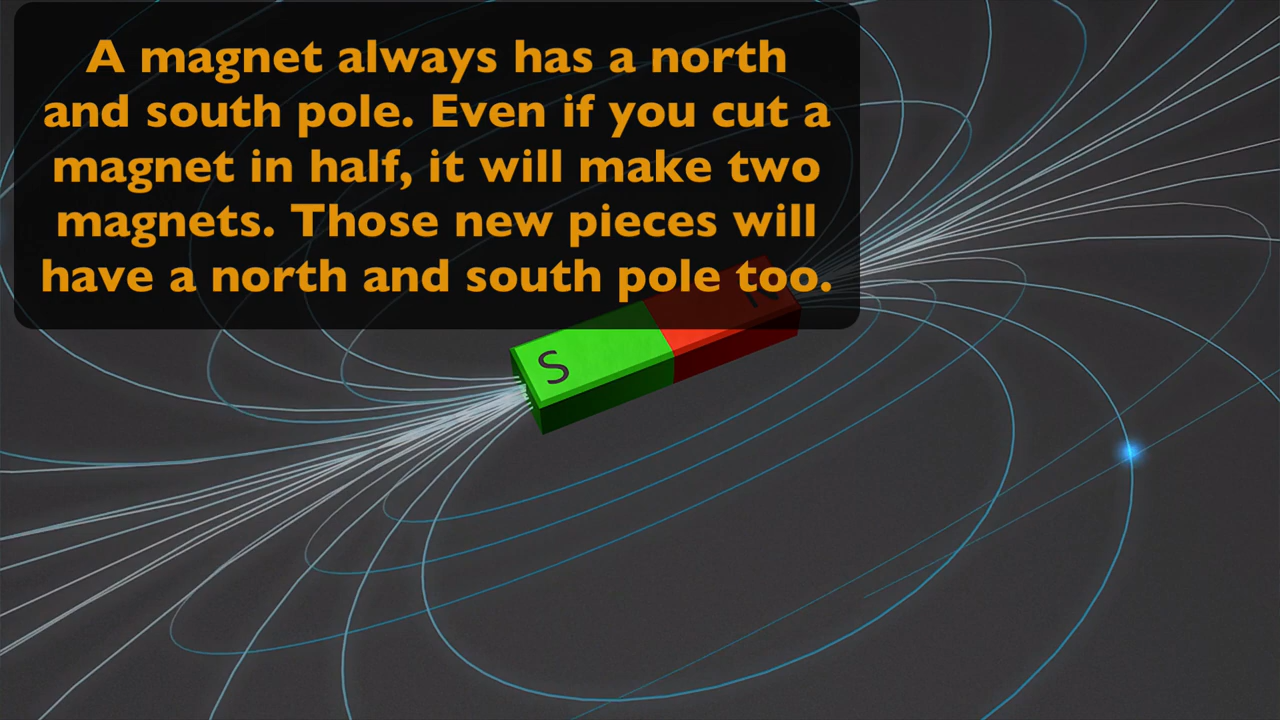 A magnet always has a north
and south pole. Even if you cut a
magnet in half, it will make two
magnets. Those new pieces will
have a north and south pole too.
N
S